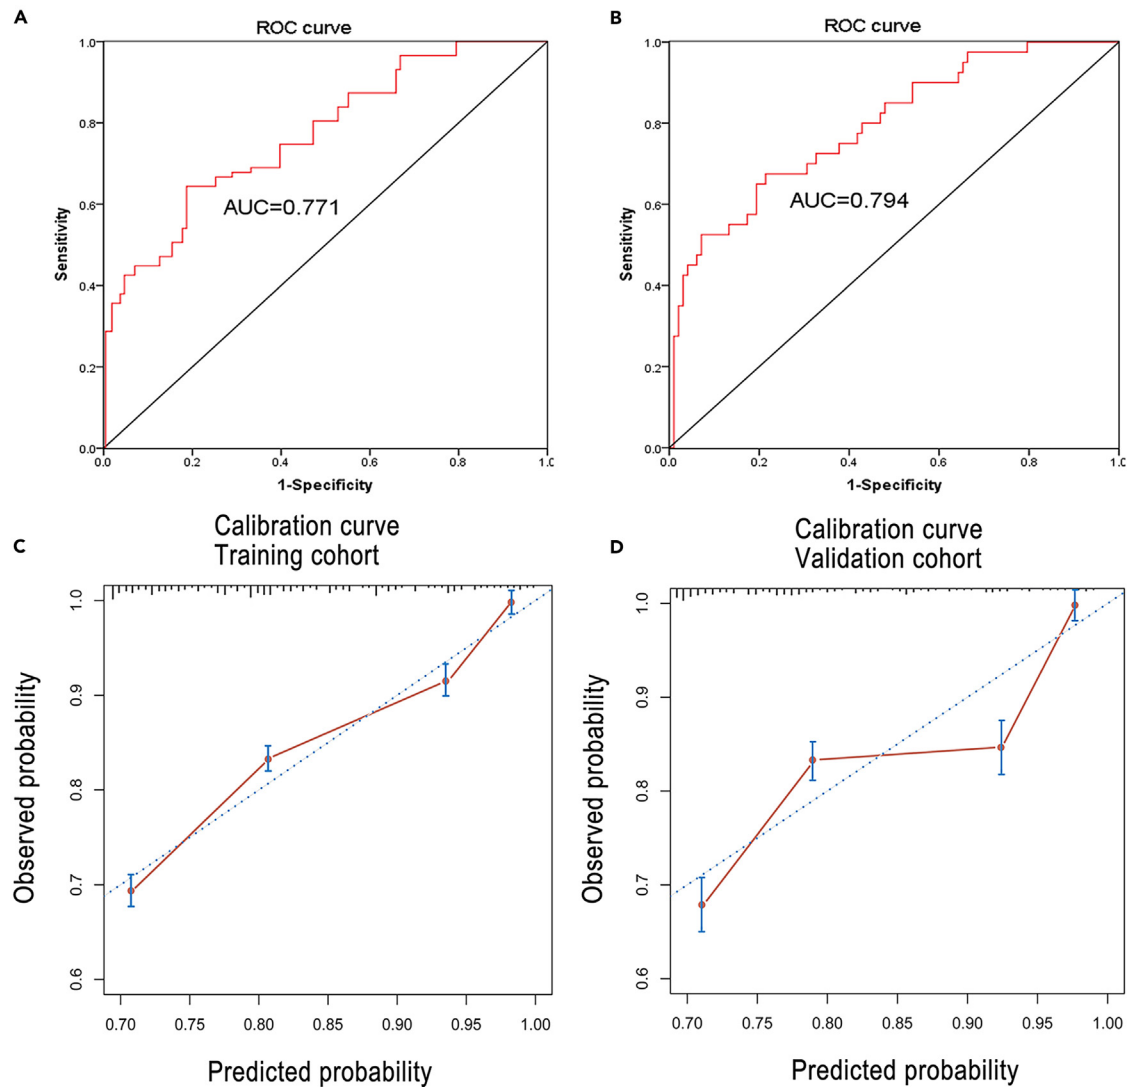 A
ROC curve
1.0
0.8
0.6
0.4
0.2
0.0
Sensitivity
AUC=0.771
0.0 0.2 0.4 0.6 0.8 1.0
1-Specificity
B
ROC curve
1.0
0.8
0.6
0.4
0.2
0.0
Sensitivity
AUC=0.794
0.0 0.2 0.4 0.6 0.8 1.0
1-Specificity
C
Calibration curve
Training cohort
1.0
0.9
0.8
0.7
0.6
Observed probability
0.70 0.75 0.80 0.85 0.90 0.95 1.00
Predicted probability
D
Calibration curve
Validation cohort
1.0
0.9
0.8
0.7
0.6
Observed probability
0.70 0.75 0.80 0.85 0.90 0.95 1.00
Predicted probability